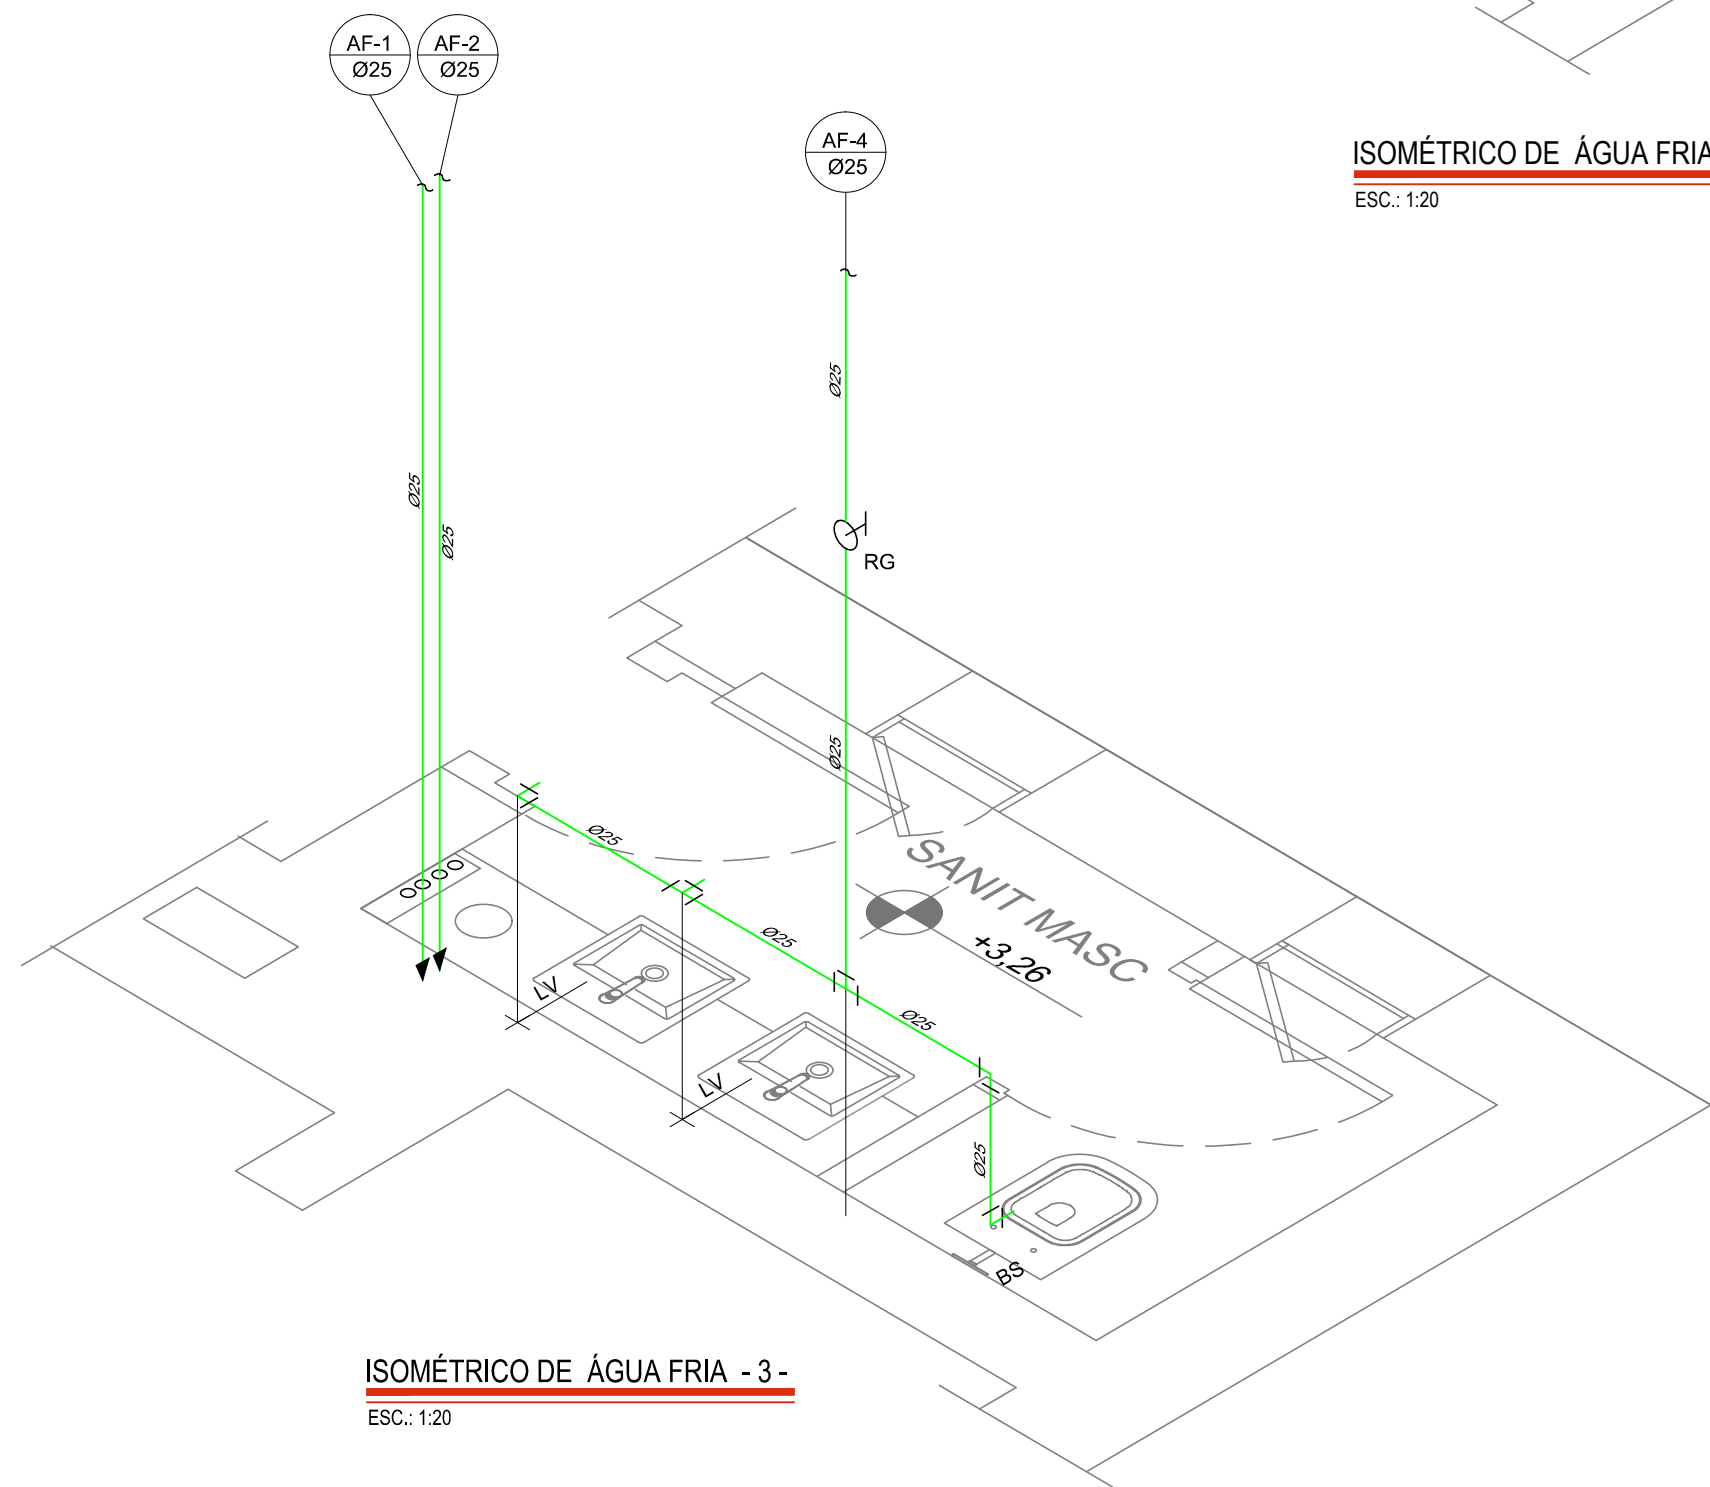 AF-1
Ø25
AF-2
Ø25
AF-4
Ø25
ISOMÉTRICO DE ÁGUA FRIA
ESC.: 1:20
Ø25
Ø25
Ø25
RG
Ø25
Ø25
Ø25
SANIT MASC
+3,26
Ø25
LV
LV
Ø25
BS
ISOMÉTRICO DE ÁGUA FRIA - 3 -
ESC.: 1:20